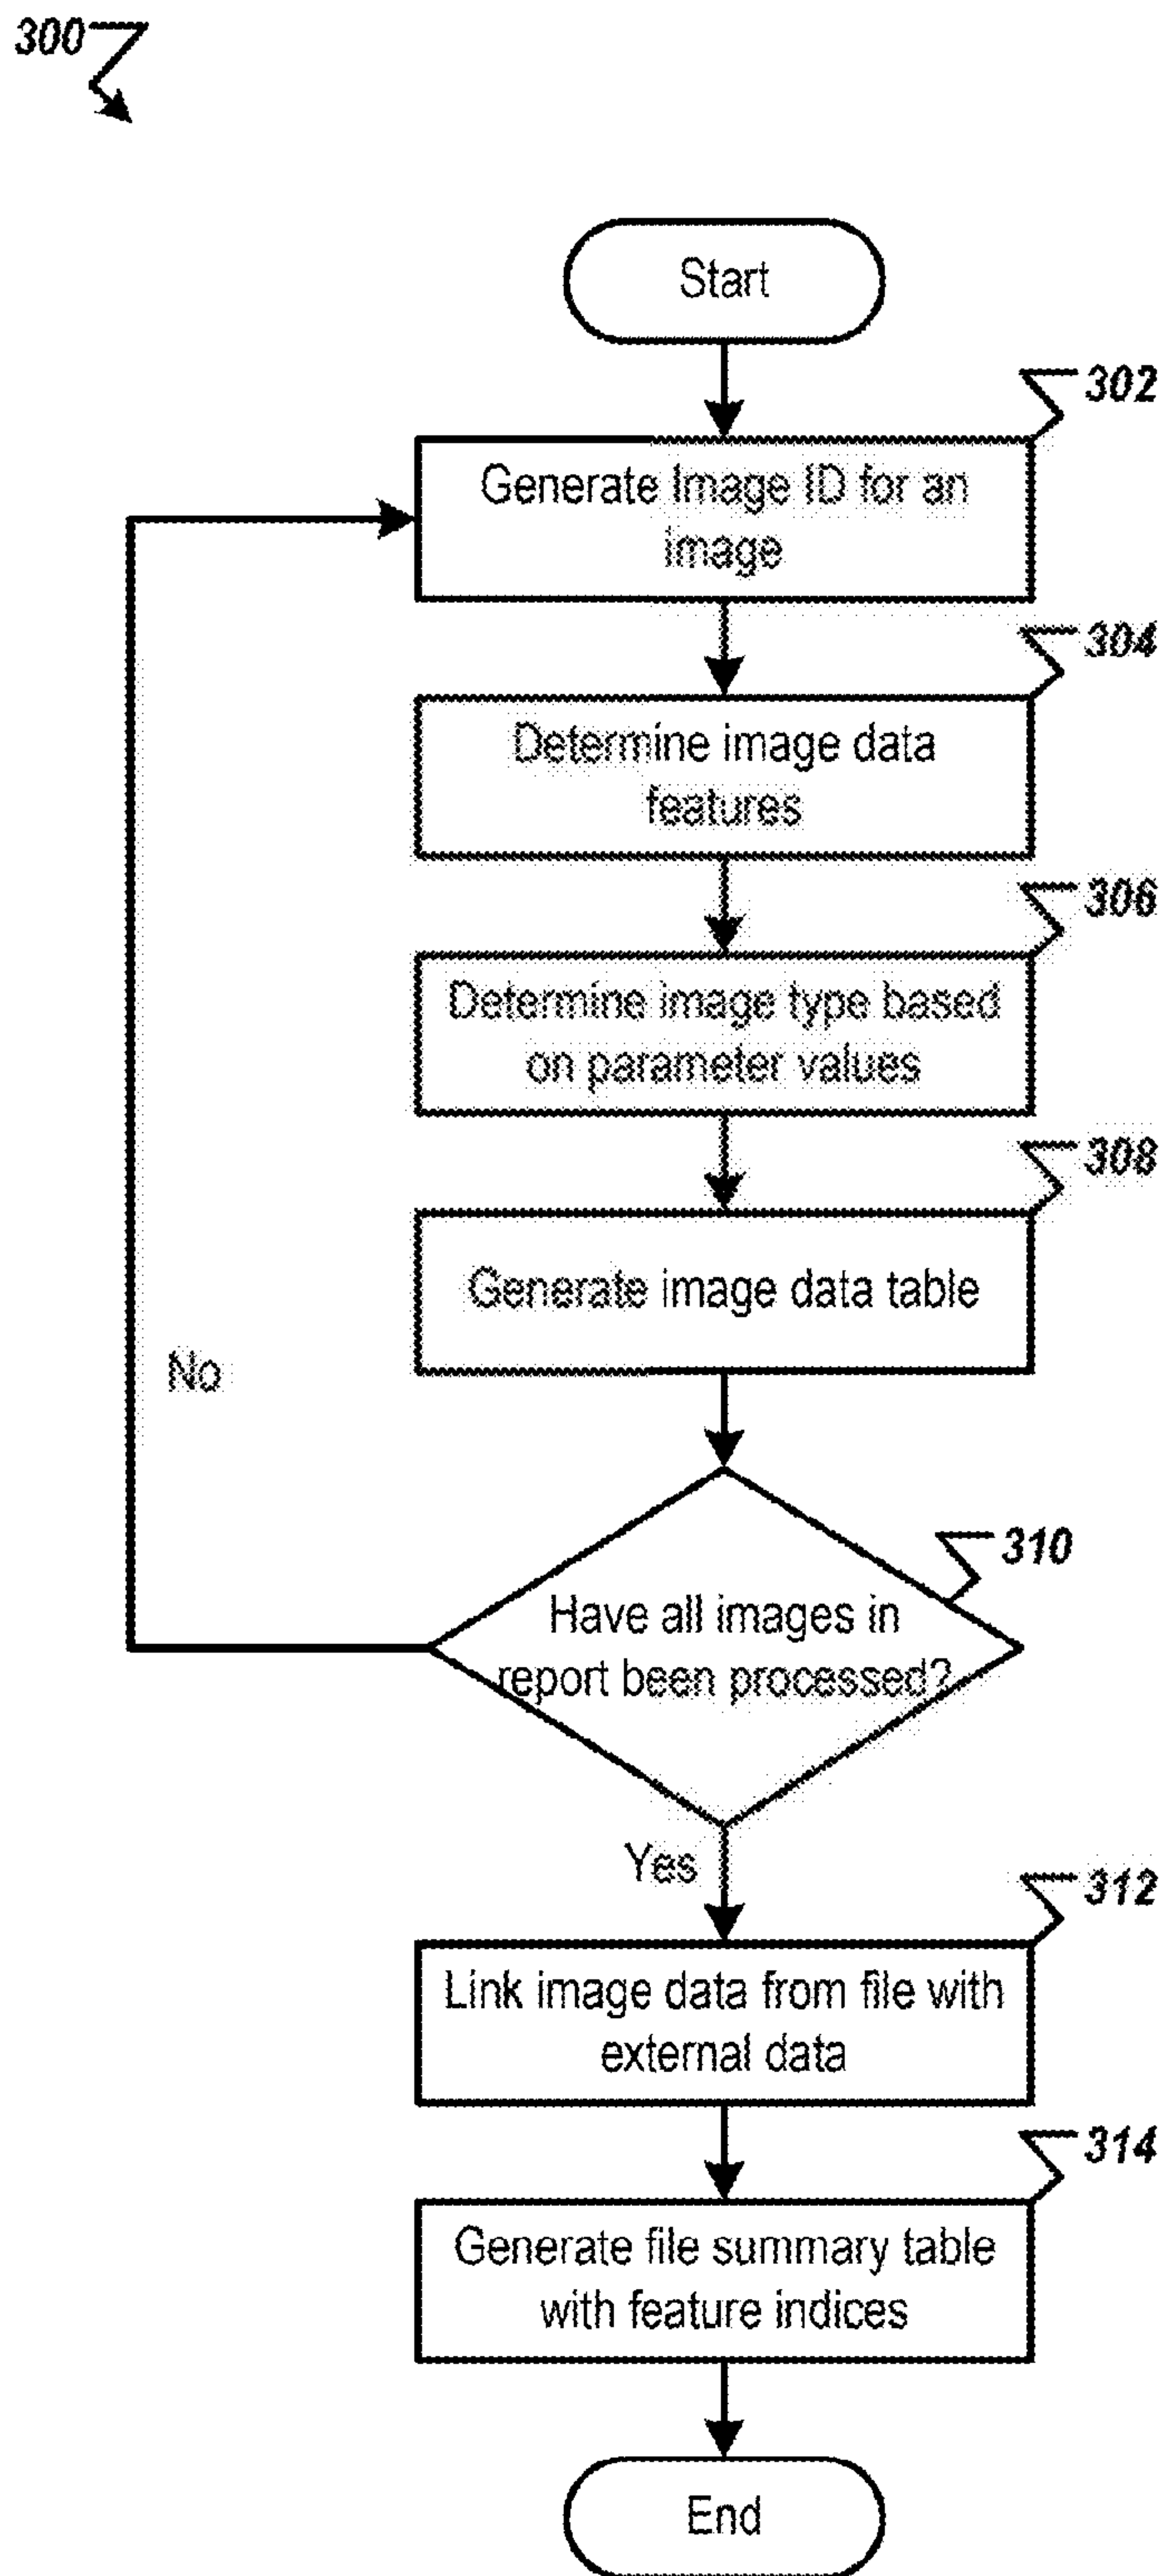 300
Start
302
Generate Image ID for an
image
304
Determine image data
features
306
Determine image type based
on parameter values
308
Generate image data table
No
310
Have all images in
report been processed?
Yes
312
Link image data from file with
external data
314
Generate file summary table
with feature indices
End